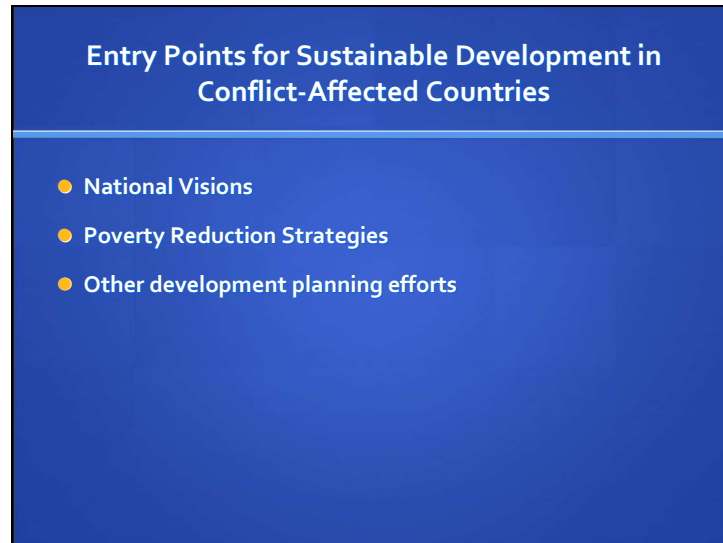 Entry Points for Sustainable Development in
Conflict-Affected Countries
National Visions
Poverty Reduction Strategies
Other development planning efforts